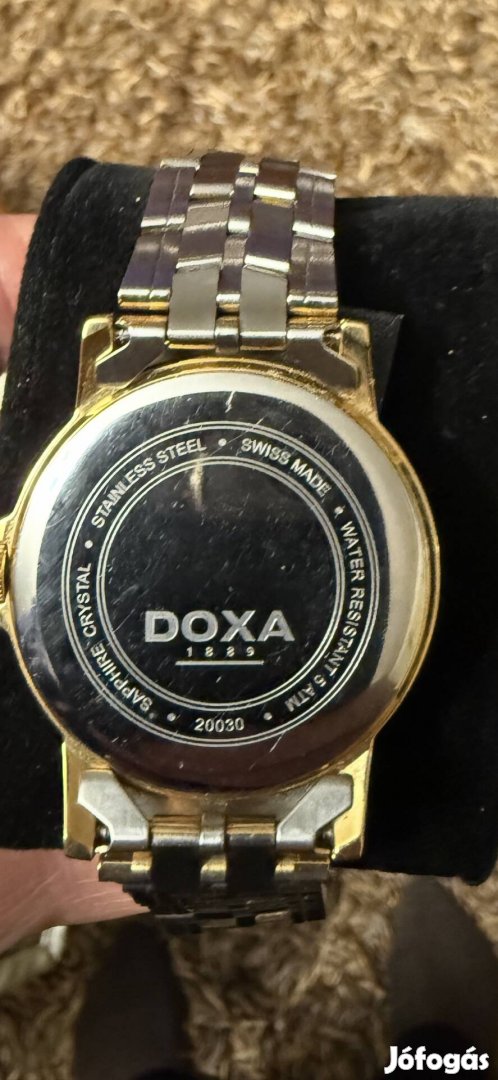 STAINLESS STEEL • SWISS MADE • WATER RESISTANT 5 ATM • 20030 • SAPPHIRE CRYSTAL •
DOXA
1889
Jófogás